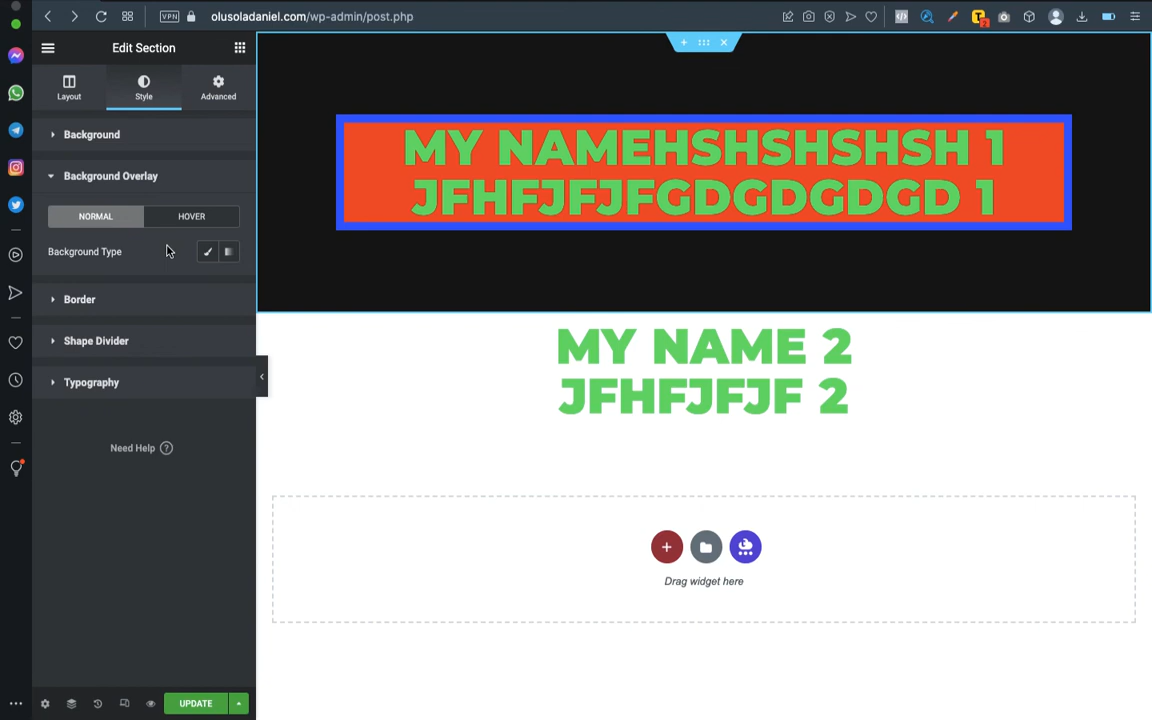 VPN
olusoladaniel.com/wp-admin/post.php
2
Edit Section
Layout
Style
Advanced
Background
Background Overlay
NORMAL
HOVER
Background Type
Border
Shape Divider
Typography
Need Help ?
UPDATE
MY NAMEHSHSHSHSH 1
JFHFJFJFGDGDGDGD 1
MY NAME 2
JFHFJFJF 2
Drag widget here